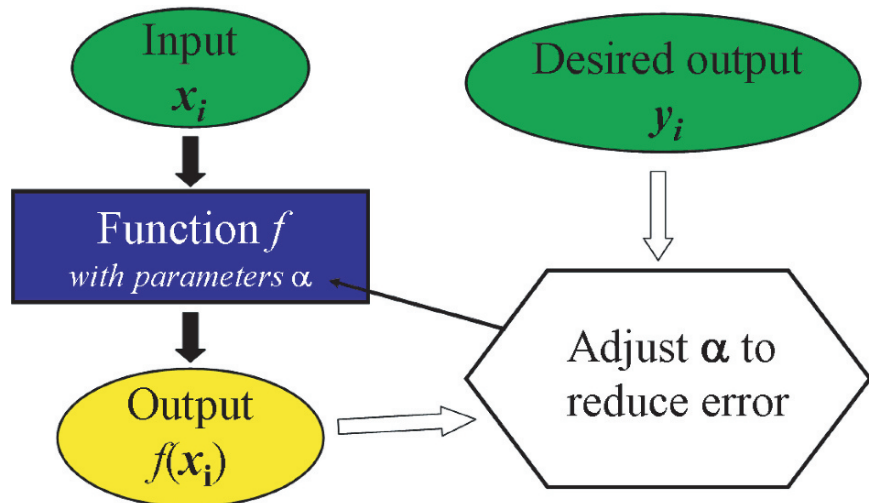 Input
xᵢ
Desired output
yᵢ
Function f
with parameters α
Output
f(xᵢ)
Adjust α to
reduce error